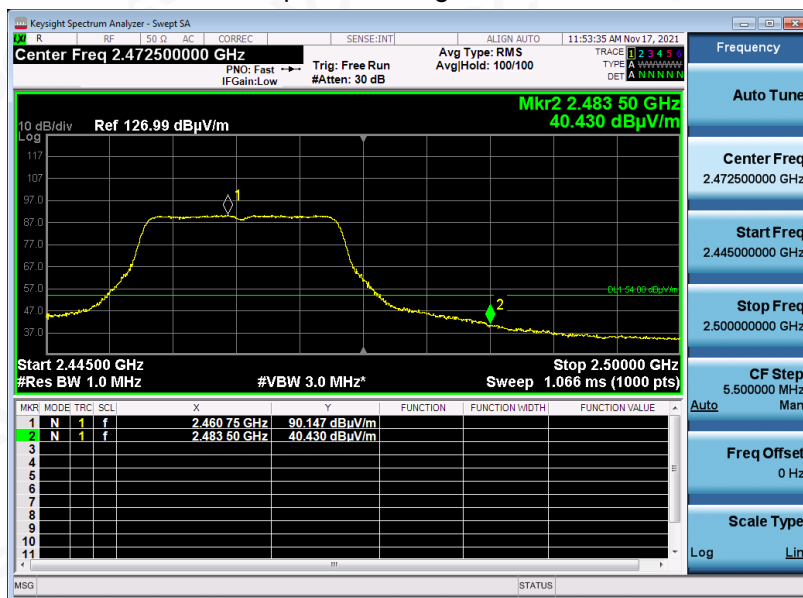 Keysight Spectrum Analyzer - Swept SA
LXI R RF 50 Ω AC CORREC SENSE:INT ALIGN AUTO 11:53:35 AM Nov 17, 2021
Center Freq 2.472500000 GHz
PNO: Fast
IFGain:Low
Trig: Free Run
#Atten: 30 dB
Avg Type: RMS
Avg|Hold: 100/100
TRACE 1 2 3 4 5 6
TYPE A WWWWW
DET A N N N N N
Mkr2 2.483 50 GHz
40.430 dBµV/m
10 dB/div Ref 126.99 dBµV/m
Log
117
107
97.0
87.0
77.0
67.0
57.0
47.0
37.0
1
2
DL1 54.00 dBµV/m
Start 2.44500 GHz Stop 2.50000 GHz
#Res BW 1.0 MHz #VBW 3.0 MHz* Sweep 1.066 ms (1000 pts)
MKR MODE TRC SCL X Y FUNCTION FUNCTION WIDTH FUNCTION VALUE
1 N 1 f 2.460 75 GHz 90.147 dBµV/m
2 N 1 f 2.483 50 GHz 40.430 dBµV/m
3
4
5
6
7
8
9
10
11
MSG STATUS
Frequency
Auto Tune
Center Freq
2.472500000 GHz
Start Freq
2.445000000 GHz
Stop Freq
2.500000000 GHz
CF Step
5.500000 MHz
Auto Man
Freq Offset
0 Hz
Scale Type
Log Lin